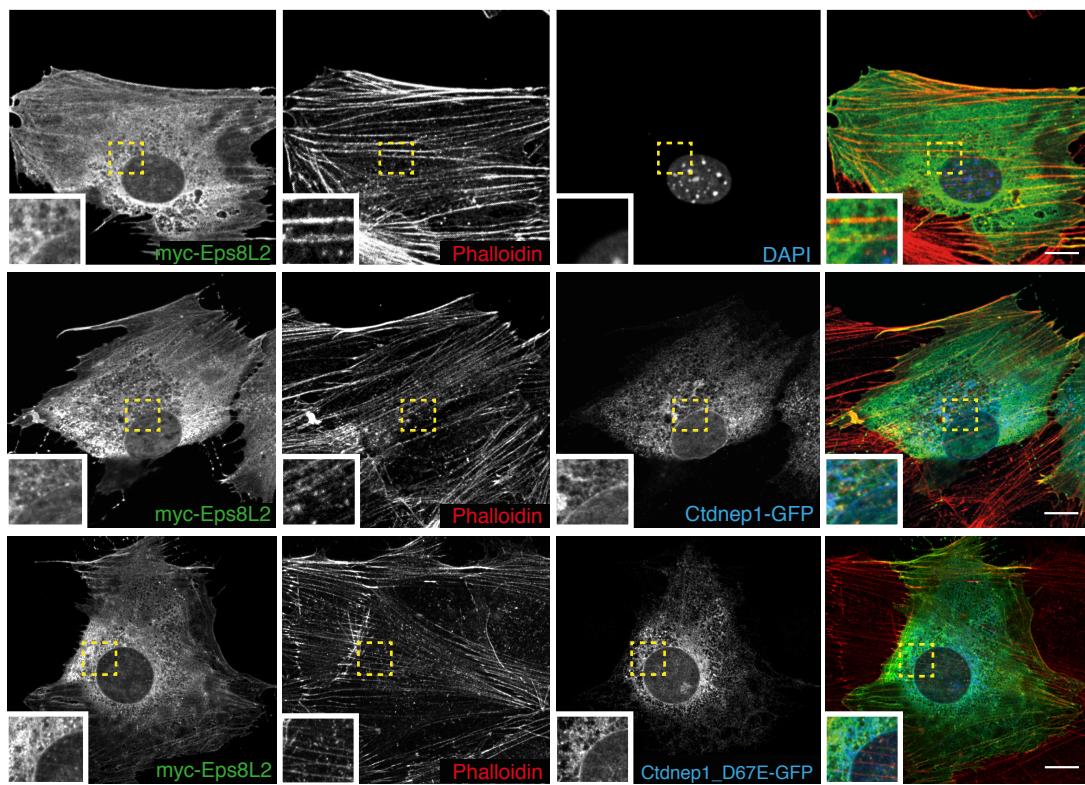 myc-Eps8L2
Phalloidin
DAPI
myc-Eps8L2
Phalloidin
Ctdnep1-GFP
myc-Eps8L2
Phalloidin
Ctdnep1_D67E-GFP